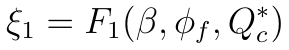 ξ₁ = F₁(β, ϕ_f, Q_c^*)